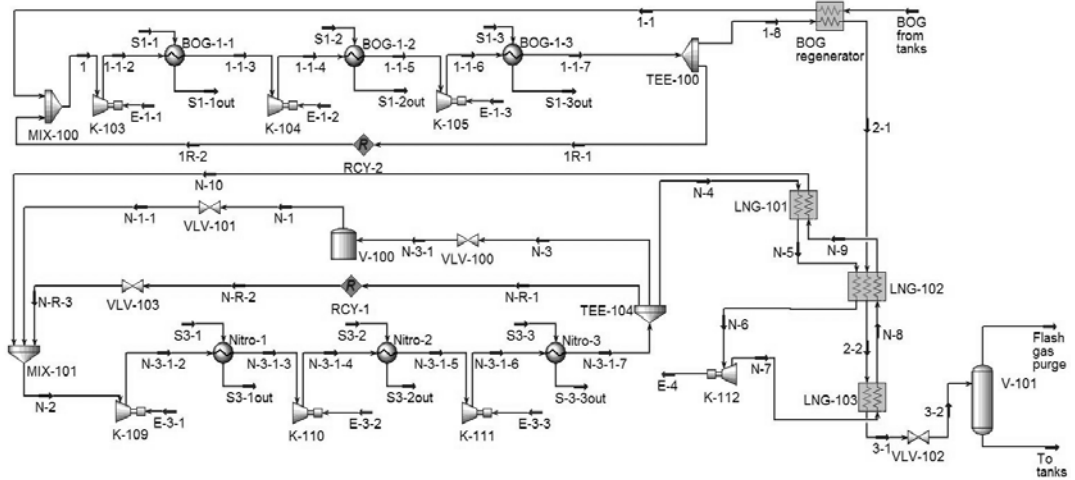 1-1
BOG
from
tanks
BOG
regenerator
1-8
S1-1
BOG-1-1
S1-2
BOG-1-2
S1-3
BOG-1-3
1
1-1-2
1-1-3
1-1-4
1-1-5
1-1-6
1-1-7
TEE-100
MIX-100
K-103
E-1-1
S1-1out
K-104
E-1-2
S1-2out
K-105
E-1-3
S1-3out
2-1
1R-2
R
RCY-2
1R-1
N-10
N-4
LNG-101
N-1-1
VLV-101
N-1
V-100
N-3-1
VLV-100
N-3
N-5
N-9
N-R-3
VLV-103
N-R-2
R
RCY-1
N-R-1
TEE-104
LNG-102
MIX-101
S3-1
Nitro-1
S3-2
Nitro-2
S3-3
Nitro-3
N-3-1-2
N-3-1-3
N-3-1-4
N-3-1-5
N-3-1-6
N-3-1-7
N-6
N-8
2-2
Flash
gas
purge
N-2
K-109
E-3-1
S3-1out
K-110
E-3-2
S3-2out
K-111
E-3-3
S-3-3out
E-4
K-112
N-7
LNG-103
V-101
3-1
VLV-102
3-2
To
tanks